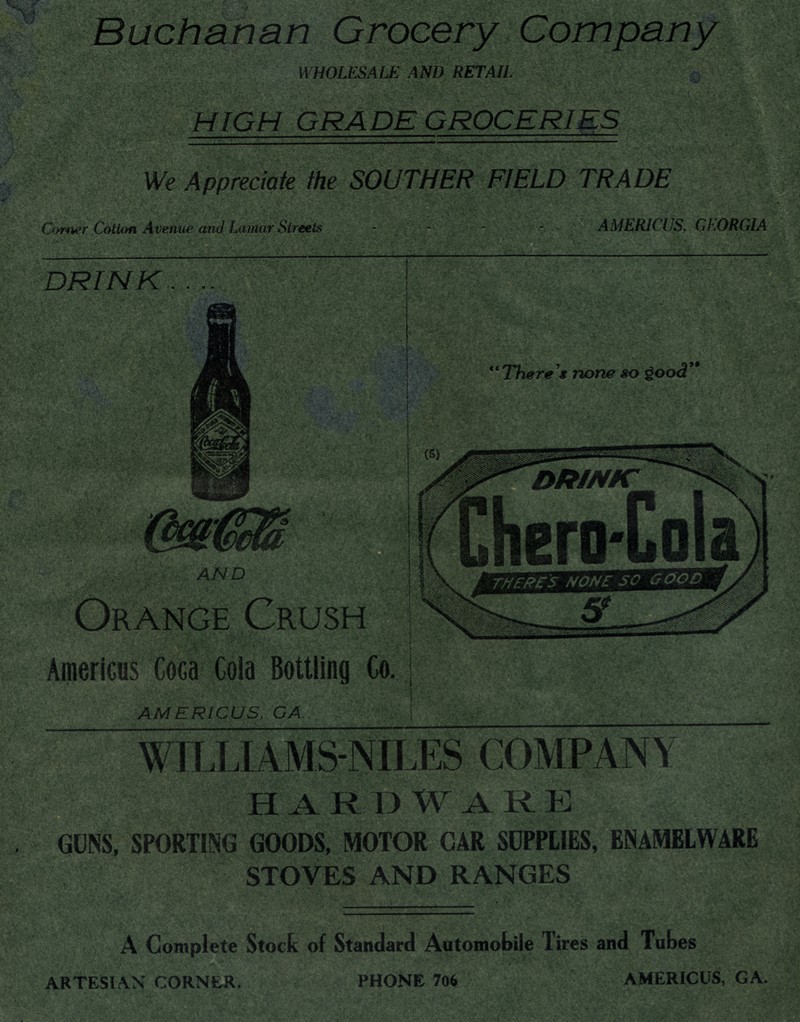 Buchanan Grocery Company
WHOLESALE AND RETAIL
HIGH GRADE GROCERIES
We Appreciate the SOUTHER FIELD TRADE
Corner Cotton Avenue and Lamar Streets - - - - AMERICUS, GEORGIA
DRINK....
Coca-Cola
Coca-Cola
AND
ORANGE CRUSH
Americus Coca Cola Bottling Co.
AMERICUS, GA.
"There's none so good"
(5)
DRINK
Chero-Cola
THERE'S NONE SO GOOD
5¢
WILLIAMS-NILES COMPANY
HARDWARE
GUNS, SPORTING GOODS, MOTOR CAR SUPPLIES, ENAMELWARE
STOVES AND RANGES
A Complete Stock of Standard Automobile Tires and Tubes
ARTESIAN CORNER. PHONE 706 AMERICUS, GA.